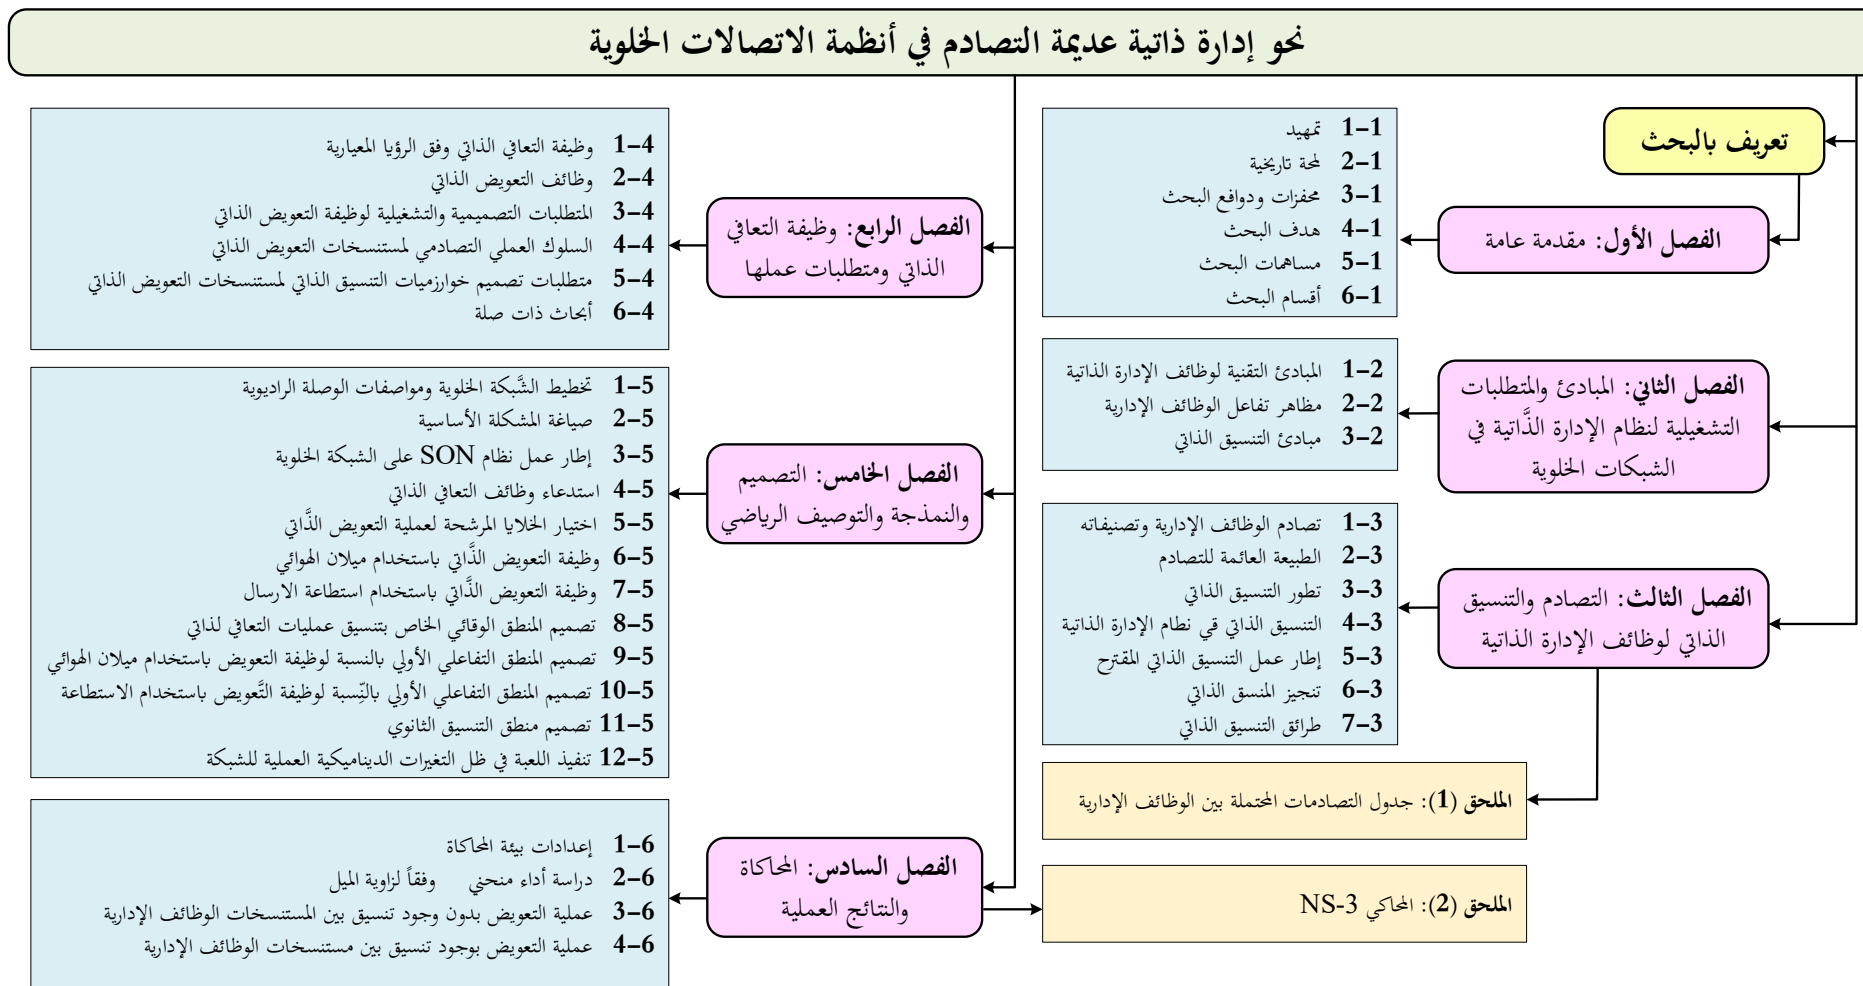 نحو إدارة ذاتية عديمة التصادم في أنظمة الاتصالات الخلوية
تعريف بالبحث
الفصل الأول: مقدمة عامة
1-1 تمهيد
2-1 لمحة تاريخية
3-1 محفزات ودوافع البحث
4-1 هدف البحث
5-1 مساهمات البحث
6-1 أقسام البحث
الفصل الثاني: المبادئ والمتطلبات
التشغيلية لنظام الإدارة الذَّاتية في
الشبكات الخلوية
1-2 المبادئ التقنية لوظائف الإدارة الذاتية
2-2 مظاهر تفاعل الوظائف الإدارية
3-2 مبادئ التنسيق الذاتي
الفصل الثالث: التصادم والتنسيق
الذاتي لوظائف الإدارة الذاتية
1-3 تصادم الوظائف الإدارية وتصنيفاته
2-3 الطبيعة العائمة للتصادم
3-3 تطور التنسيق الذاتي
4-3 التنسيق الذاتي قي نطام الإدارة الذاتية
5-3 إطار عمل التنسيق الذاتي المقترح
6-3 تنجيز المنسق الذاتي
7-3 طرائق التنسيق الذاتي
الملحق (1): جدول التصادمات المحتملة بين الوظائف الإدارية
الفصل الرابع: وظيفة التعافي
الذاتي ومتطلبات عملها
1-4 وظيفة التعافي الذاتي وفق الرؤيا المعيارية
2-4 وظائف التعويض الذاتي
3-4 المتطلبات التصميمية والتشغيلية لوظيفة التعويض الذاتي
4-4 السلوك العملي التصادمي لمستنسخات التعويض الذاتي
5-4 متطلبات تصميم خوارزميات التنسيق الذاتي لمستنسخات التعويض الذاتي
6-4 أبحاث ذات صلة
الفصل الخامس: التصميم
والنمذجة والتوصيف الرياضي
1-5 تخطيط الشَّبكة الخلوية ومواصفات الوصلة الراديوية
2-5 صياغة المشكلة الأساسية
3-5 إطار عمل نظام SON على الشبكة الخلوية
4-5 استدعاء وظائف التعافي الذاتي
5-5 اختيار الخلايا المرشحة لعملية التعويض الذَّاتي
6-5 وظيفة التعويض الذَّاتي باستخدام ميلان الهوائي
7-5 وظيفة التعويض الذَّاتي باستخدام استطاعة الارسال
8-5 تصميم المنطق الوقائي الخاص بتنسيق عمليات التعافي لذاتي
9-5 تصميم المنطق التفاعلي الأولي بالنسبة لوظيفة التعويض باستخدام ميلان الهوائي
10-5 تصميم المنطق التفاعلي الأولي بالنِّسبة لوظيفة التَّعويض باستخدام الاستطاعة
11-5 تصميم منطق التنسيق الثانوي
12-5 تنفيذ اللعبة في ظل التغيرات الديناميكية العملية للشبكة
الفصل السادس: المحاكاة
والنتائج العملية
1-6 إعدادات بيئة المحاكاة
2-6 دراسة أداء منحني وفقاً لزاوية الميل
3-6 عملية التعويض بدون وجود تنسيق بين المستنسخات الوظائف الإدارية
4-6 عملية التعويض بوجود تنسيق بين مستنسخات الوظائف الإدارية
الملحق (2): المحاكي NS-3